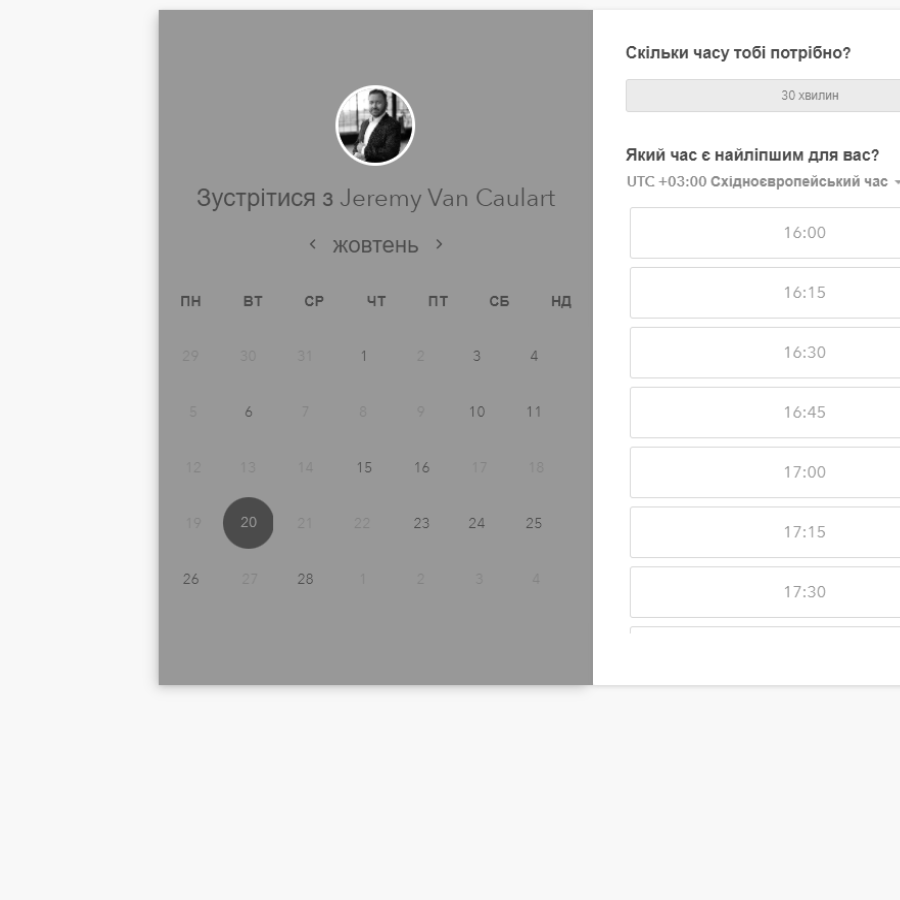 Зустрітися з Jeremy Van Caulart
жовтень
ПН ВТ СР ЧТ ПТ СБ НД
29 30 31 1 2 3 4
5 6 7 8 9 10 11
12 13 14 15 16 17 18
19 20 21 22 23 24 25
26 27 28 1 2 3 4
Скільки часу тобі потрібно?
30 хвилин
Який час є найліпшим для вас?
UTC +03:00 Східноєвропейський час
16:00
16:15
16:30
16:45
17:00
17:15
17:30